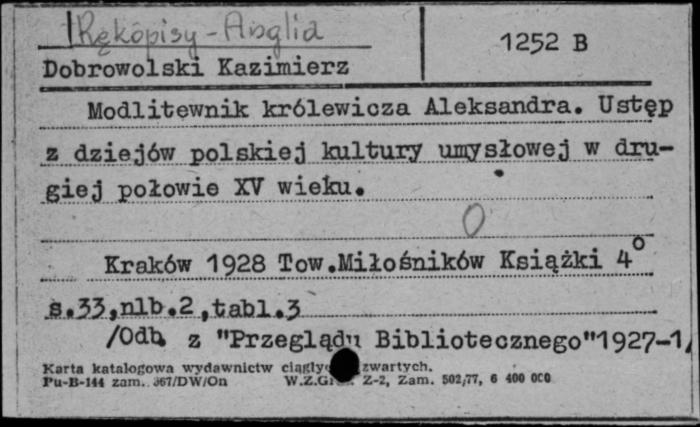 Rękopisy - Anglia
1252 B
Dobrowolski Kazimierz
Modlitewnik królewicza Aleksandra. Ustęp
z dziejów polskiej kultury umysłowej w dru-
giej połowie XV wieku.
Kraków 1928 Tow.Miłośników Książki 4°
s.33,nlb.2,tabl.3
/Odb. z "Przeglądu Bibliotecznego"1927-1/
Karta katalogowa wydawnictw zwartych.
Pu-B-144 zam. 367/DW/On W.Z.Graf. Z-2, Zam. 502/77, 6 400 000